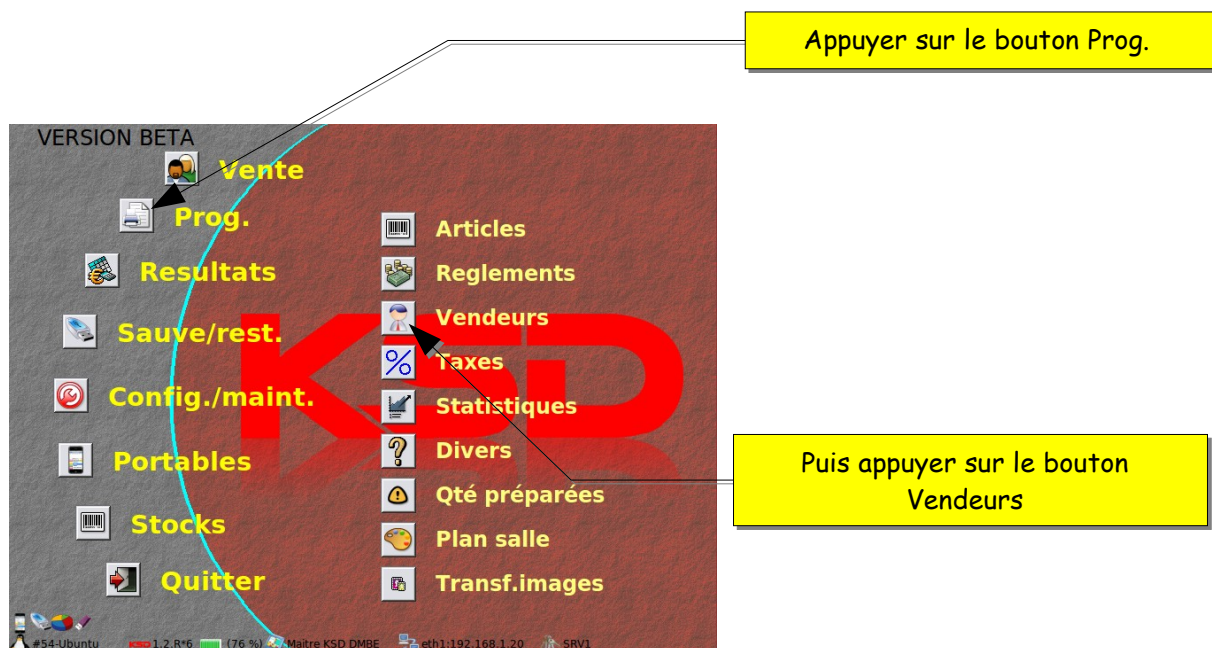 Appuyer sur le bouton Prog.
VERSION BETA
Vente
Prog.
Resultats
Sauve/rest.
Config./maint.
Portables
Stocks
Quitter
Articles
Reglements
Vendeurs
Taxes
Statistiques
Divers
Qté préparées
Plan salle
Transf.images
KSD
Puis appuyer sur le bouton
Vendeurs
#54-Ubuntu KSD 1.2.R*6 (76 %) Maitre KSD DMBE eth1:192.168.1.20 SRV1